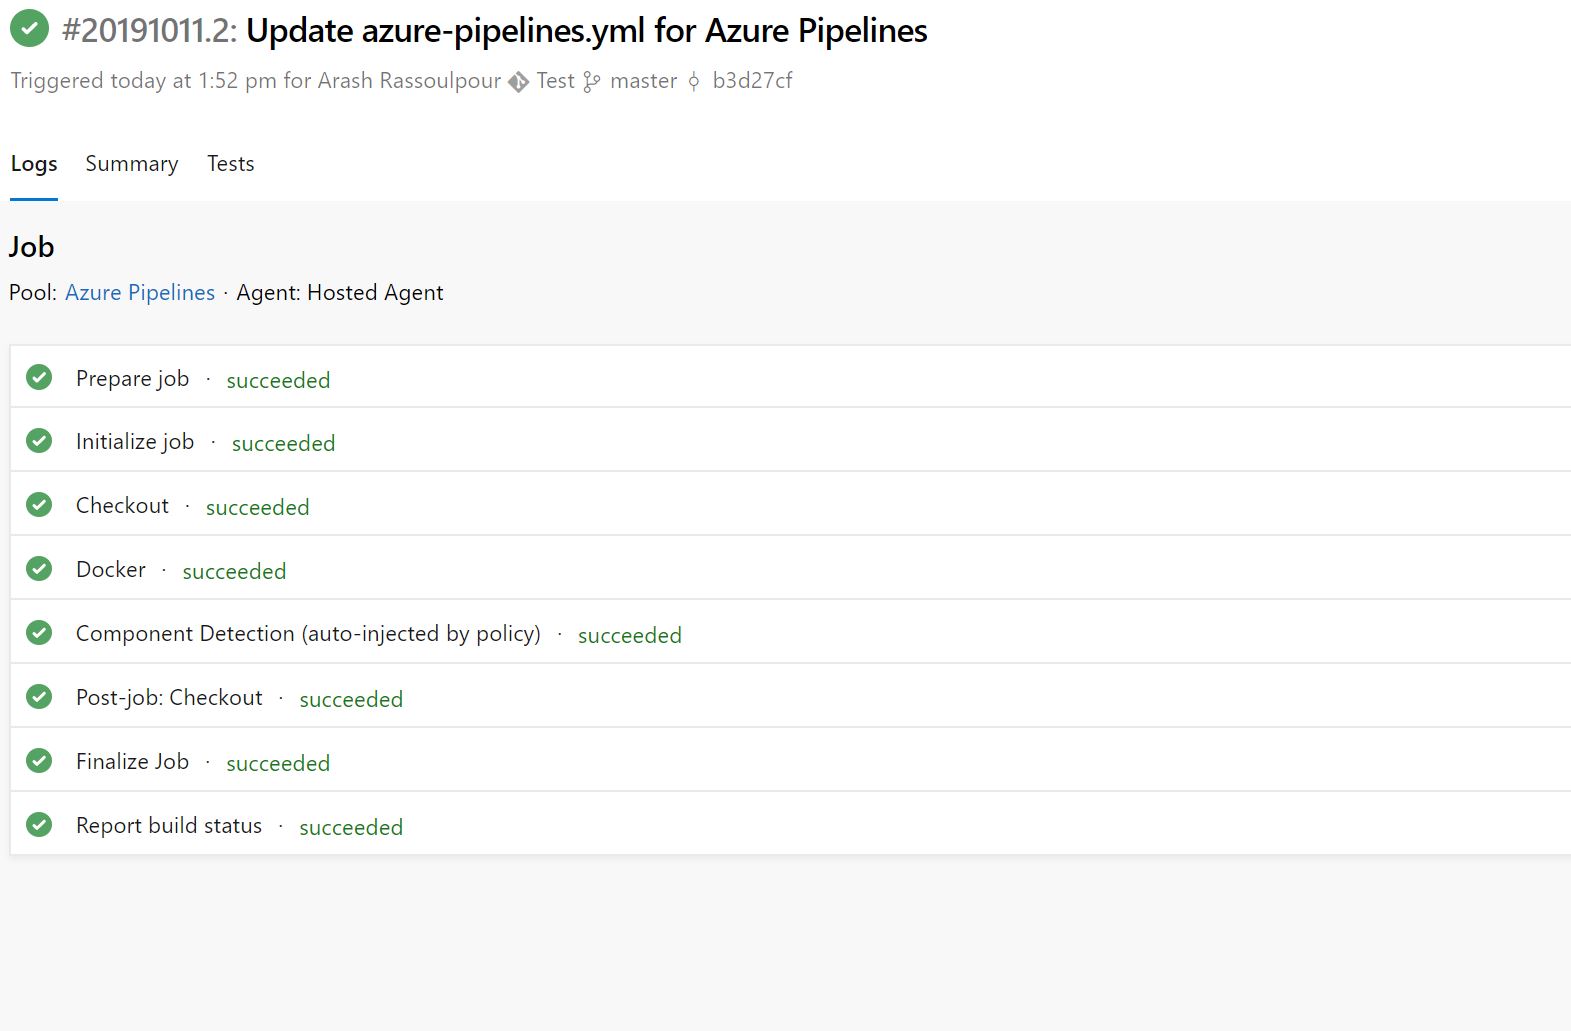 #20191011.2: Update azure-pipelines.yml for Azure Pipelines
Triggered today at 1:52 pm for Arash Rassoulpour Test master b3d27cf
Logs Summary Tests
Job
Pool: Azure Pipelines · Agent: Hosted Agent
Prepare job · succeeded
Initialize job · succeeded
Checkout · succeeded
Docker · succeeded
Component Detection (auto-injected by policy) · succeeded
Post-job: Checkout · succeeded
Finalize Job · succeeded
Report build status · succeeded